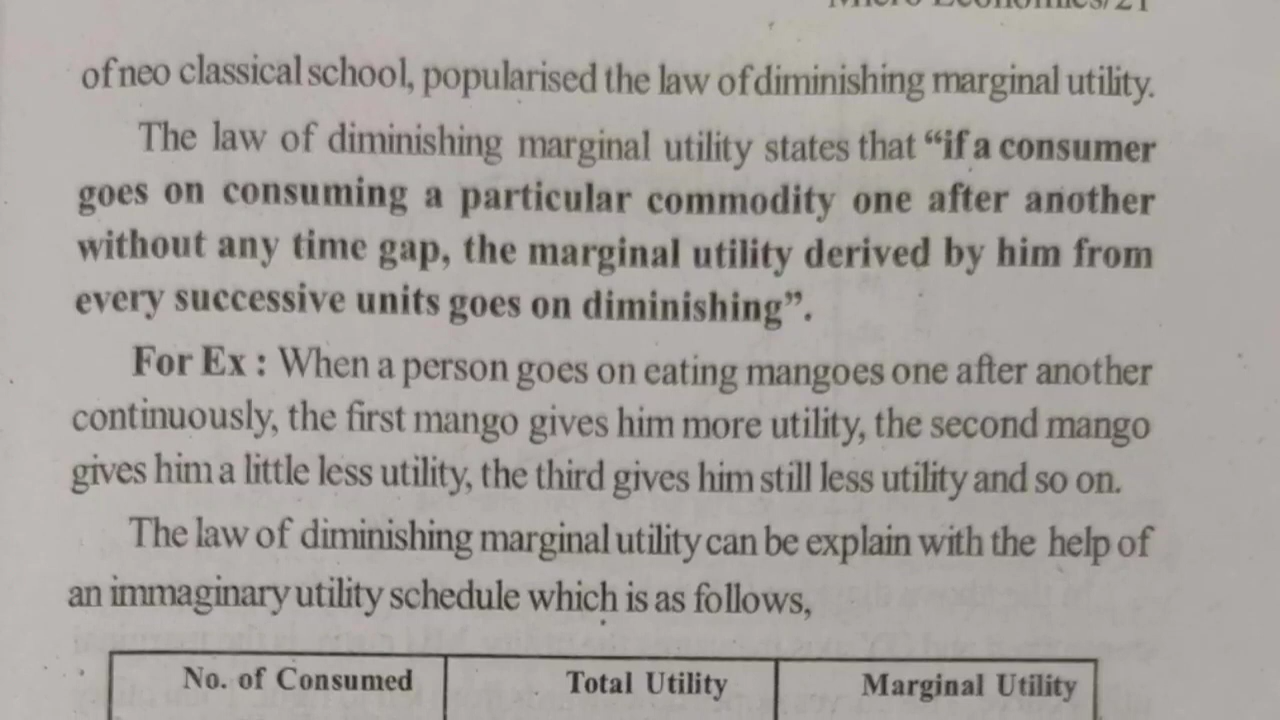 Micro Economics/21
of neo classical school, popularised the law of diminishing marginal utility.
The law of diminishing marginal utility states that “if a consumer
goes on consuming a particular commodity one after another
without any time gap, the marginal utility derived by him from
every successive units goes on diminishing”.
For Ex : When a person goes on eating mangoes one after another
continuously, the first mango gives him more utility, the second mango
gives him a little less utility, the third gives him still less utility and so on.
The law of diminishing marginal utility can be explain with the help of
an immaginary utility schedule which is as follows,
No. of Consumed Total Utility Marginal Utility